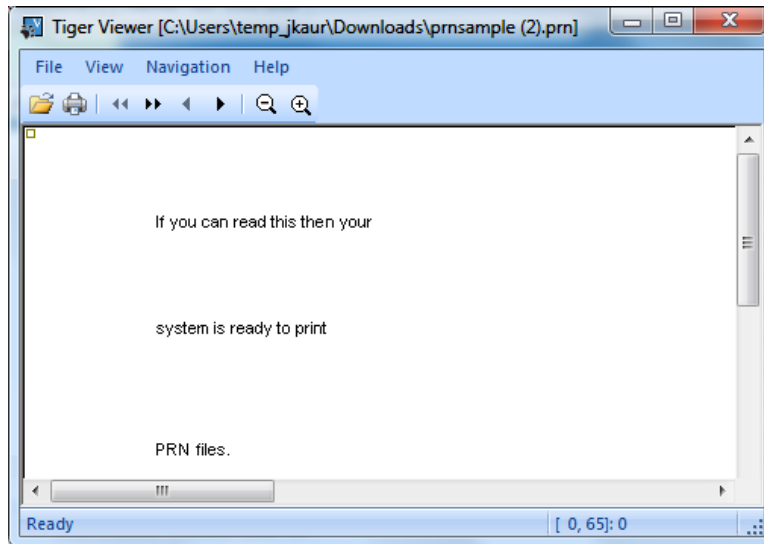 Tiger Viewer [C:\Users\temp_jkaur\Downloads\prnsample (2).prn]
File View Navigation Help
If you can read this then your
system is ready to print
PRN files.
Ready [ 0, 65]: 0